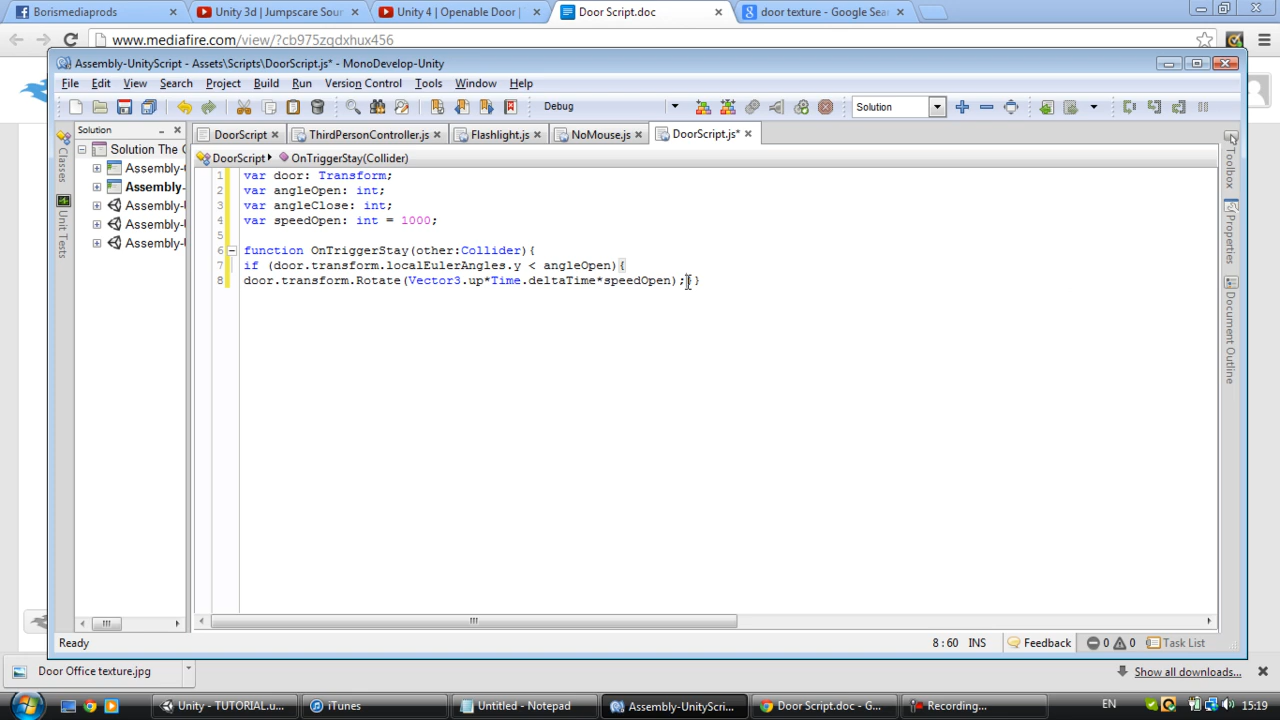 Borismediaprods
Unity 3d | Jumpscare Scri
Unity 4 | Openable Door |
Door Script.doc
door texture - Google Sea
www.mediafire.com/view/?cb975zgdxhux456
Assembly-UnityScript - Assets\Scripts\DoorScript.js* - MonoDevelop-Unity
File Edit View Search Project Build Run Version Control Tools Window Help
Debug
Solution
Solution
DoorScript
ThirdPersonController.js
Flashlight.js
NoMouse.js
DoorScript.js*
Solution The
Assembly-
Assembly-
Assembly-
Assembly-
Assembly-
Classes
Unit Tests
DoorScript
OnTriggerStay(Collider)
1 var door: Transform;
2 var angleOpen: int;
3 var angleClose: int;
4 var speedOpen: int = 1000;
5
6 function OnTriggerStay(other:Collider){
7 if (door.transform.localEulerAngles.y < angleOpen){
8 door.transform.Rotate(Vector3.up*Time.deltaTime*speedOpen);}}
Toolbox
Properties
Document Outline
Ready
8 : 60 INS
Feedback
0 0
Task List
Door Office texture.jpg
Show all downloads...
Unity - TUTORIAL.u...
iTunes
Untitled - Notepad
Assembly-UnityScri...
Door Script.doc - G...
Recording...
EN
15:19